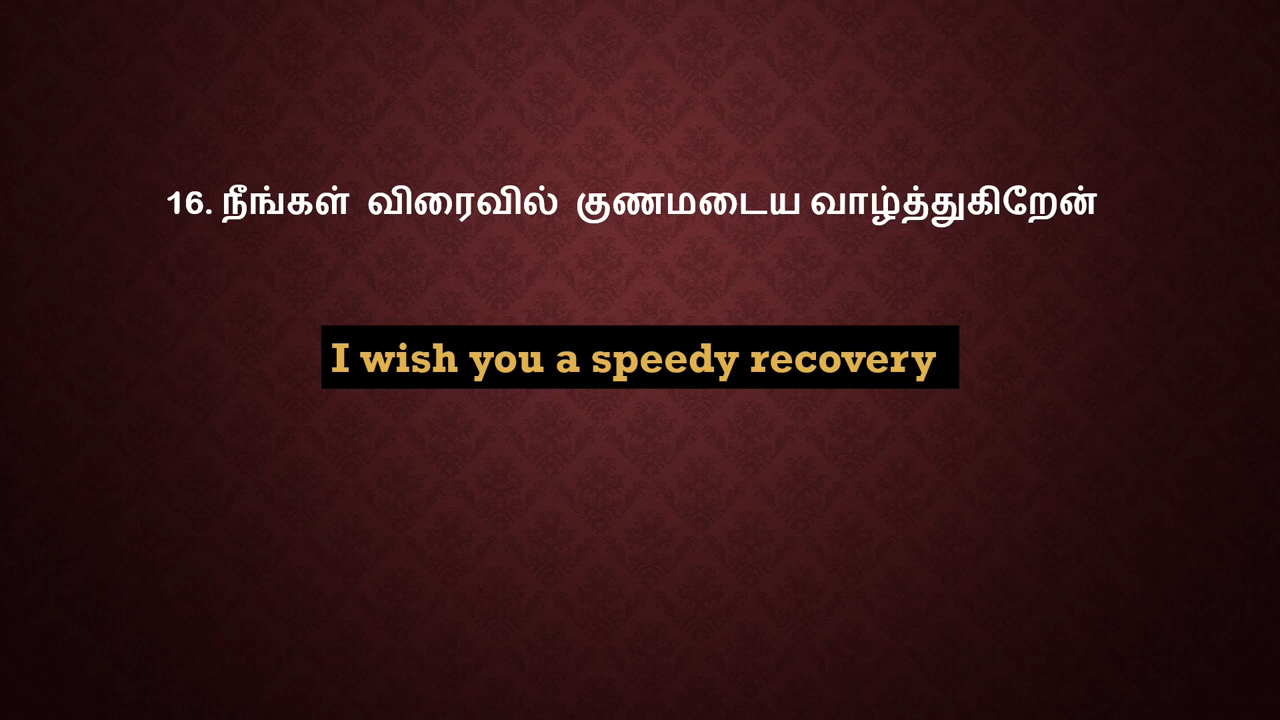 16. நீங்கள் விரைவில் குணமடைய வாழ்த்துகிறேன்
I wish you a speedy recovery